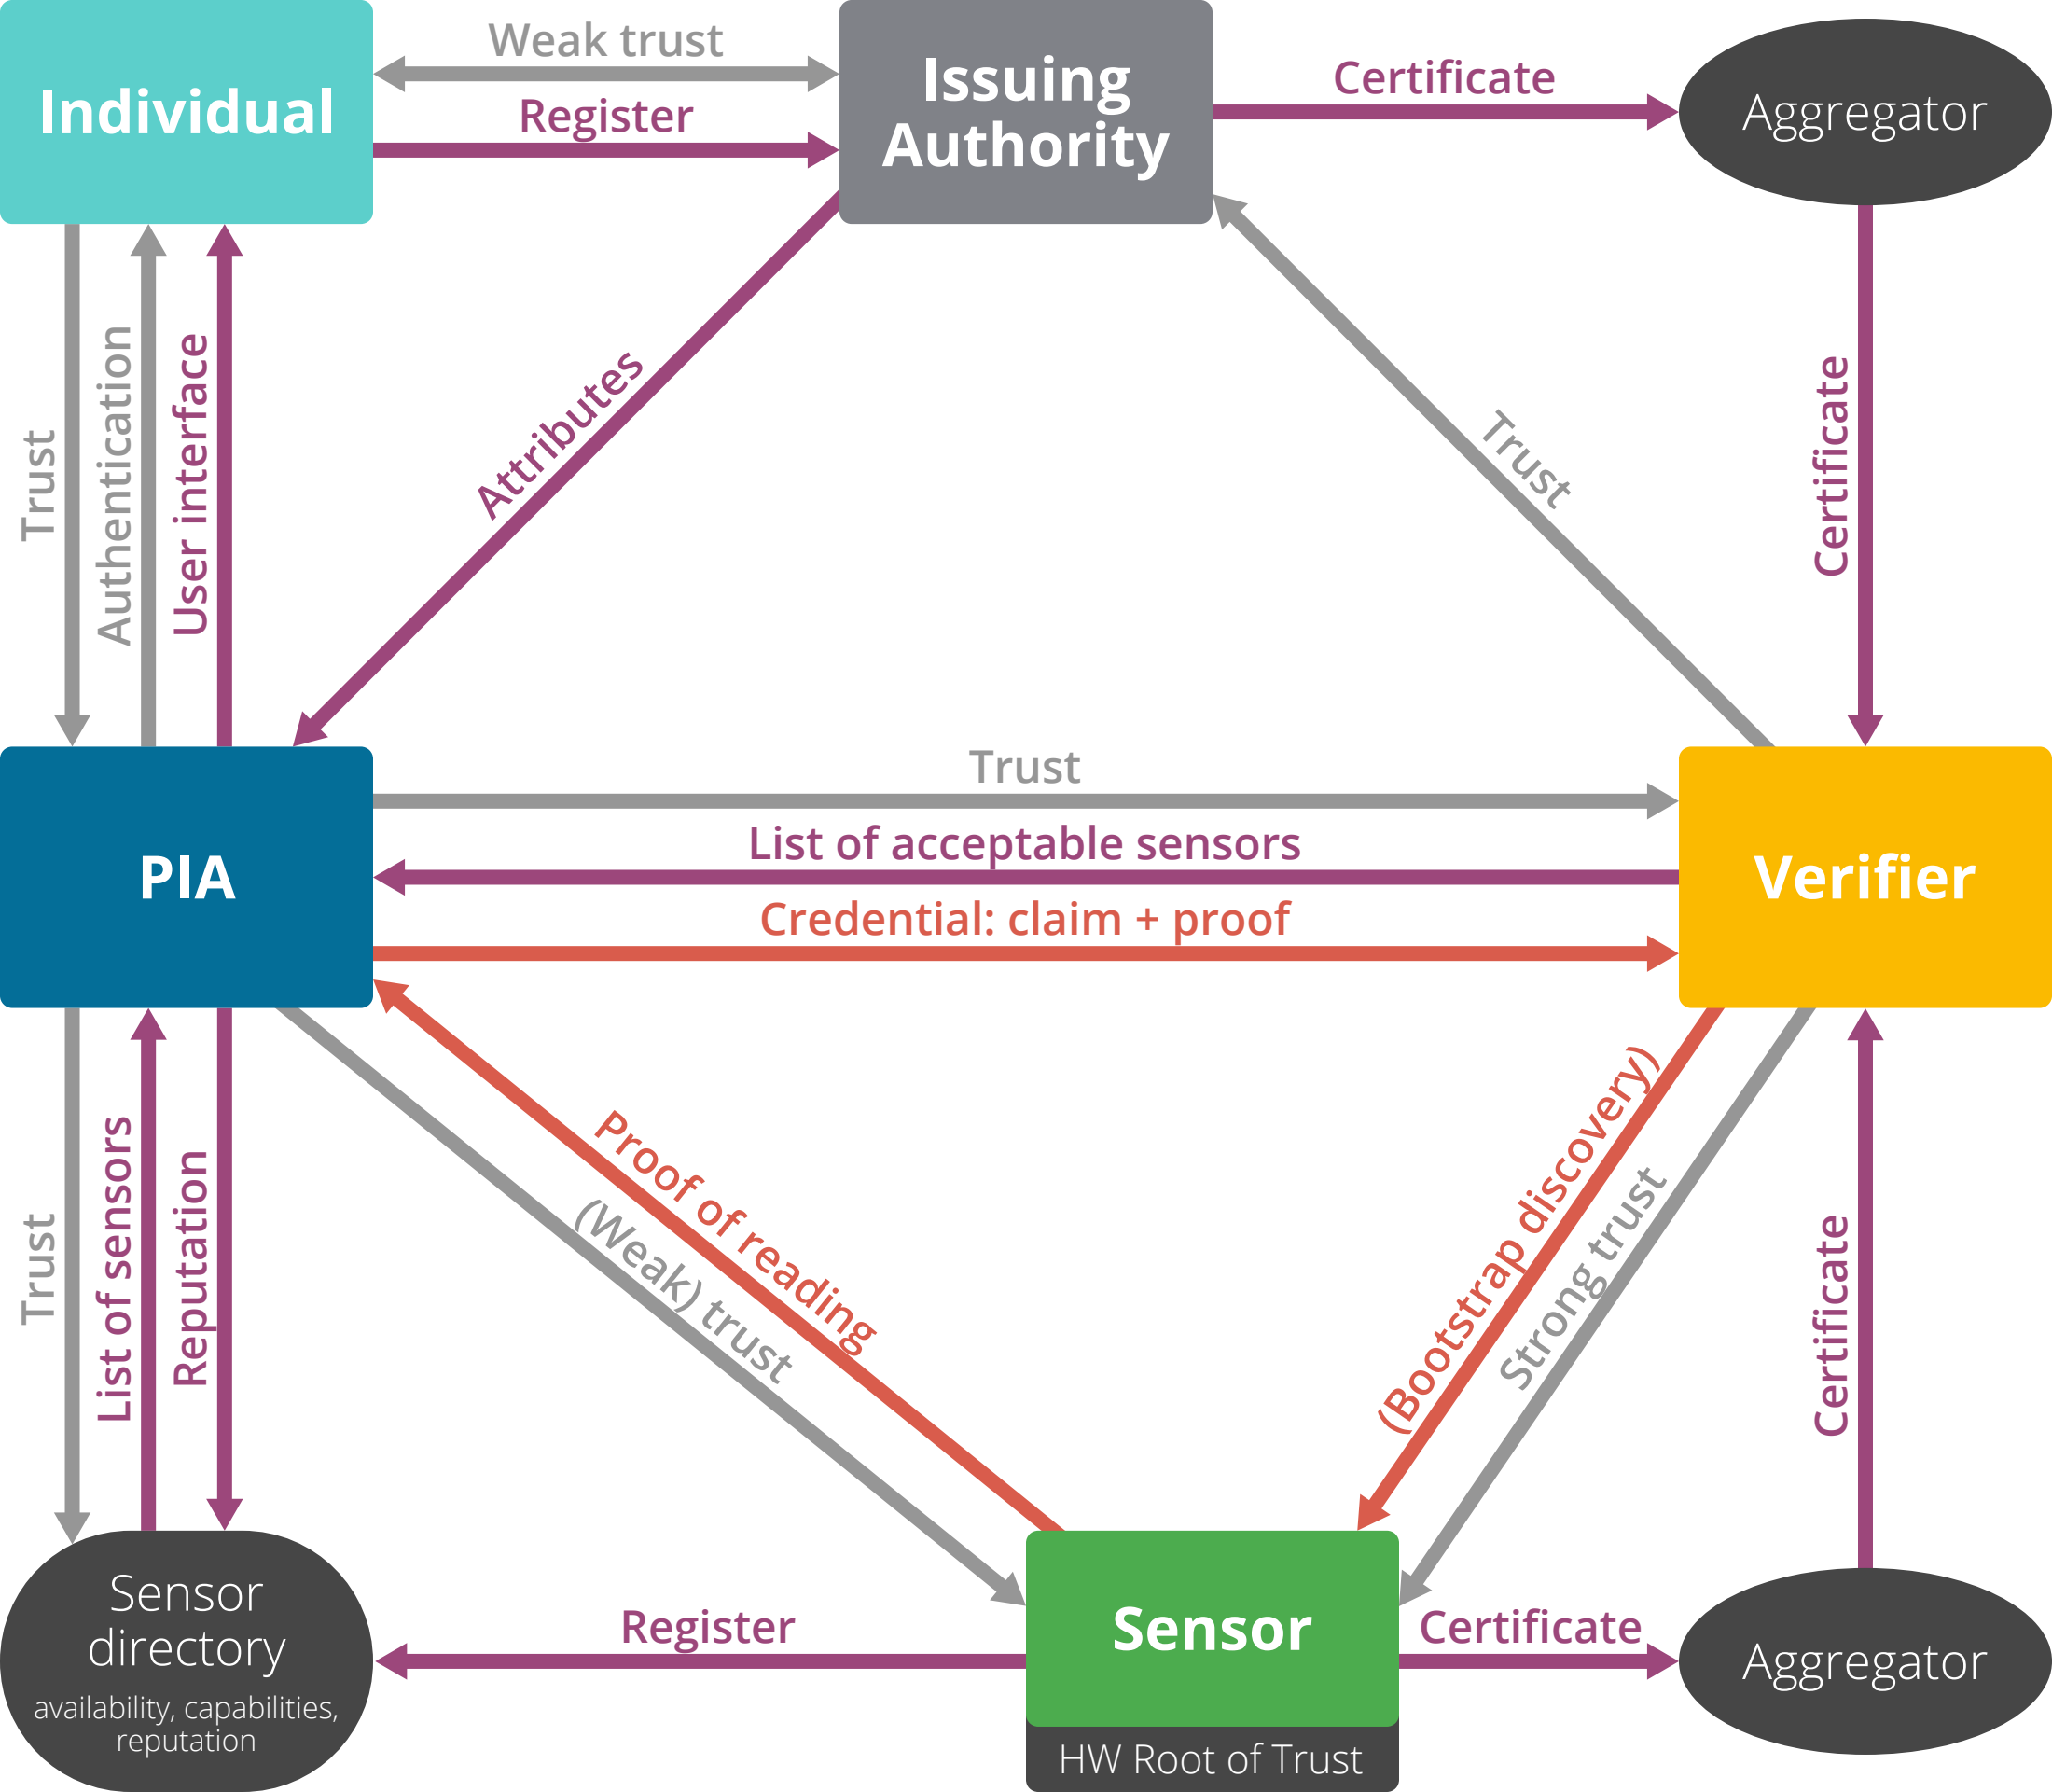 Weak trust
Individual
Register
Issuing
Authority
Certificate
Aggregator
Trust
Authentication
User interface
Attributes
Trust
Certificate
PIA
Trust
List of acceptable sensors
Credential: claim + proof
Verifier
Trust
List of sensors
Reputation
Proof of reading
(Weak) trust
(Bootstrap discovery)
Strong trust
Certificate
Sensor
directory
availability, capabilities,
reputation
Register
Sensor
HW Root of Trust
Certificate
Aggregator